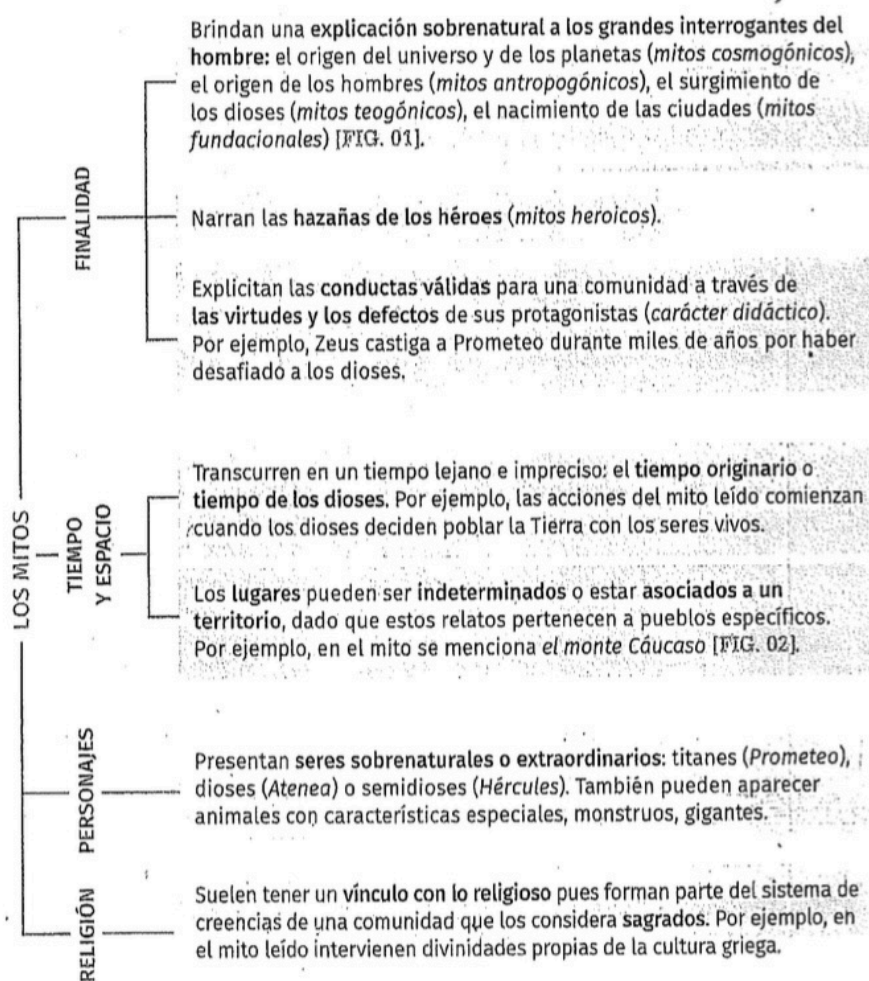 Brindan una explicación sobrenatural a los grandes interrogantes del
hombre: el origen del universo y de los planetas (mitos cosmogónicos),
el origen de los hombres (mitos antropogónicos), el surgimiento de
los dioses (mitos teogónicos), el nacimiento de las ciudades (mitos
fundacionales) [FIG. 01].
FINALIDAD
Narran las hazañas de los héroes (mitos heroicos).
Explicitan las conductas válidas para una comunidad a través de
las virtudes y los defectos de sus protagonistas (carácter didáctico).
Por ejemplo, Zeus castiga a Prometeo durante miles de años por haber
desafiado a los dioses.
LOS MITOS
TIEMPO
Y ESPACIO
Transcurren en un tiempo lejano e impreciso: el tiempo originario o
tiempo de los dioses. Por ejemplo, las acciones del mito leído comienzan
cuando los dioses deciden poblar la Tierra con los seres vivos.
Los lugares pueden ser indeterminados o estar asociados a un
territorio, dado que estos relatos pertenecen a pueblos específicos.
Por ejemplo, en el mito se menciona el monte Cáucaso [FIG. 02].
PERSONAJES
Presentan seres sobrenaturales o extraordinarios: titanes (Prometeo),
dioses (Atenea) o semidioses (Hércules). También pueden aparecer
animales con características especiales, monstruos, gigantes.
RELIGIÓN
Suelen tener un vínculo con lo religioso pues forman parte del sistema de
creencias de una comunidad que los considera sagrados. Por ejemplo, en
el mito leído intervienen divinidades propias de la cultura griega.